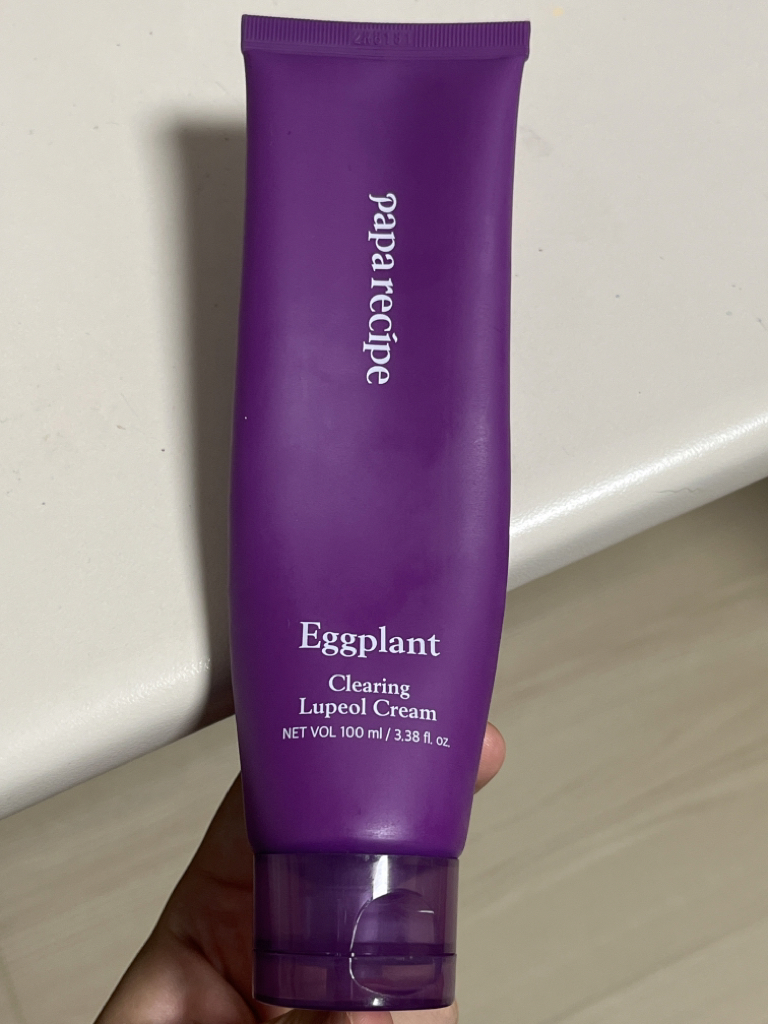 papa recipe
Eggplant
Clearing
Lupeol Cream
NET VOL 100 ml / 3.38 fl. oz.